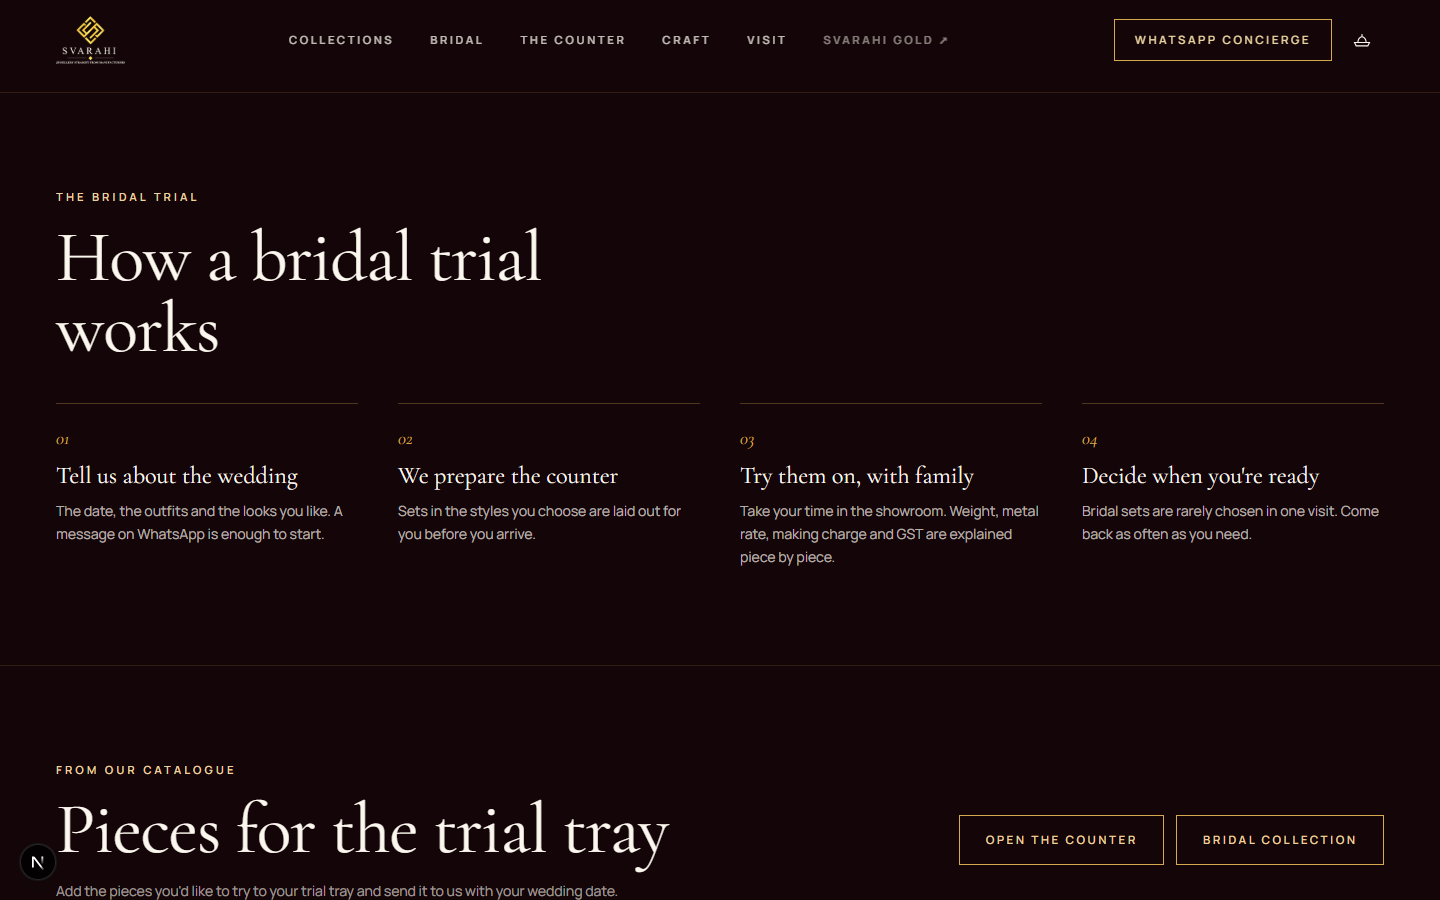 SVARAHI
COLLECTIONS
BRIDAL
THE COUNTER
CRAFT
VISIT
SVARAHI GOLD ↗
WHATSAPP CONCIERGE
THE BRIDAL TRIAL
How a bridal trial
works
01
Tell us about the wedding
The date, the outfits and the looks you like. A
message on WhatsApp is enough to start.
02
We prepare the counter
Sets in the styles you choose are laid out for
you before you arrive.
03
Try them on, with family
Take your time in the showroom. Weight, metal
rate, making charge and GST are explained
piece by piece.
04
Decide when you're ready
Bridal sets are rarely chosen in one visit. Come
back as often as you need.
FROM OUR CATALOGUE
Pieces for the trial tray
OPEN THE COUNTER
BRIDAL COLLECTION
N
Add the pieces you'd like to try to your trial tray and send it to us with your wedding date.